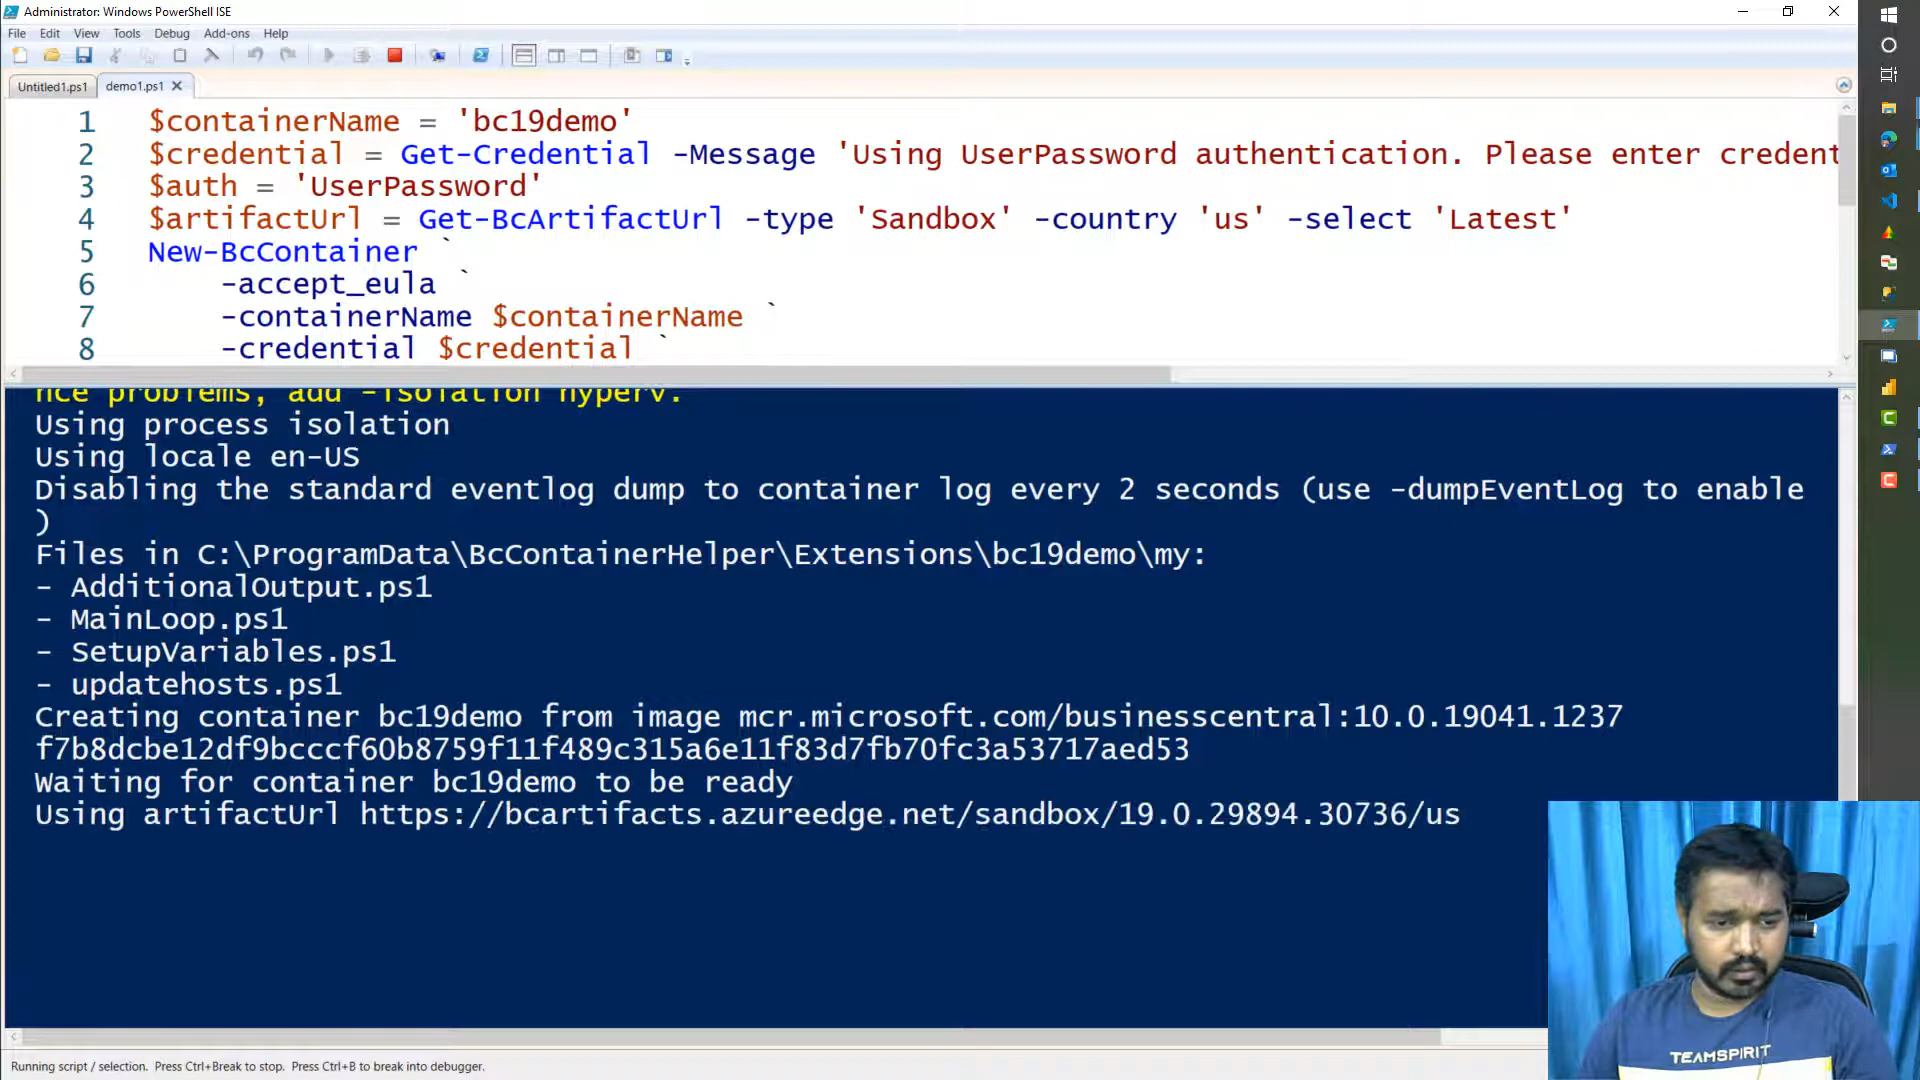 Administrator: Windows PowerShell ISE
File Edit View Tools Debug Add-ons Help
Untitled1.ps1 demo1.ps1
1 $containerName = 'bc19demo'
2 $credential = Get-Credential -Message 'Using UserPassword authentication. Please enter credent
3 $auth = 'UserPassword'
4 $artifactUrl = Get-BcArtifactUrl -type 'Sandbox' -country 'us' -select 'Latest'
5 New-BcContainer `
6 -accept_eula `
7 -containerName $containerName `
8 -credential $credential `
nce problems, add -isolation hyperv.
Using process isolation
Using locale en-US
Disabling the standard eventlog dump to container log every 2 seconds (use -dumpEventLog to enable
)
Files in C:\ProgramData\BcContainerHelper\Extensions\bc19demo\my:
- AdditionalOutput.ps1
- MainLoop.ps1
- SetupVariables.ps1
- updatehosts.ps1
Creating container bc19demo from image mcr.microsoft.com/businesscentral:10.0.19041.1237
f7b8dcbe12df9bcccf60b8759f11f489c315a6e11f83d7fb70fc3a53717aed53
Waiting for container bc19demo to be ready
Using artifactUrl https://bcartifacts.azureedge.net/sandbox/19.0.29894.30736/us
TEAMSPIRIT
Running script / selection. Press Ctrl+Break to stop. Press Ctrl+B to break into debugger.